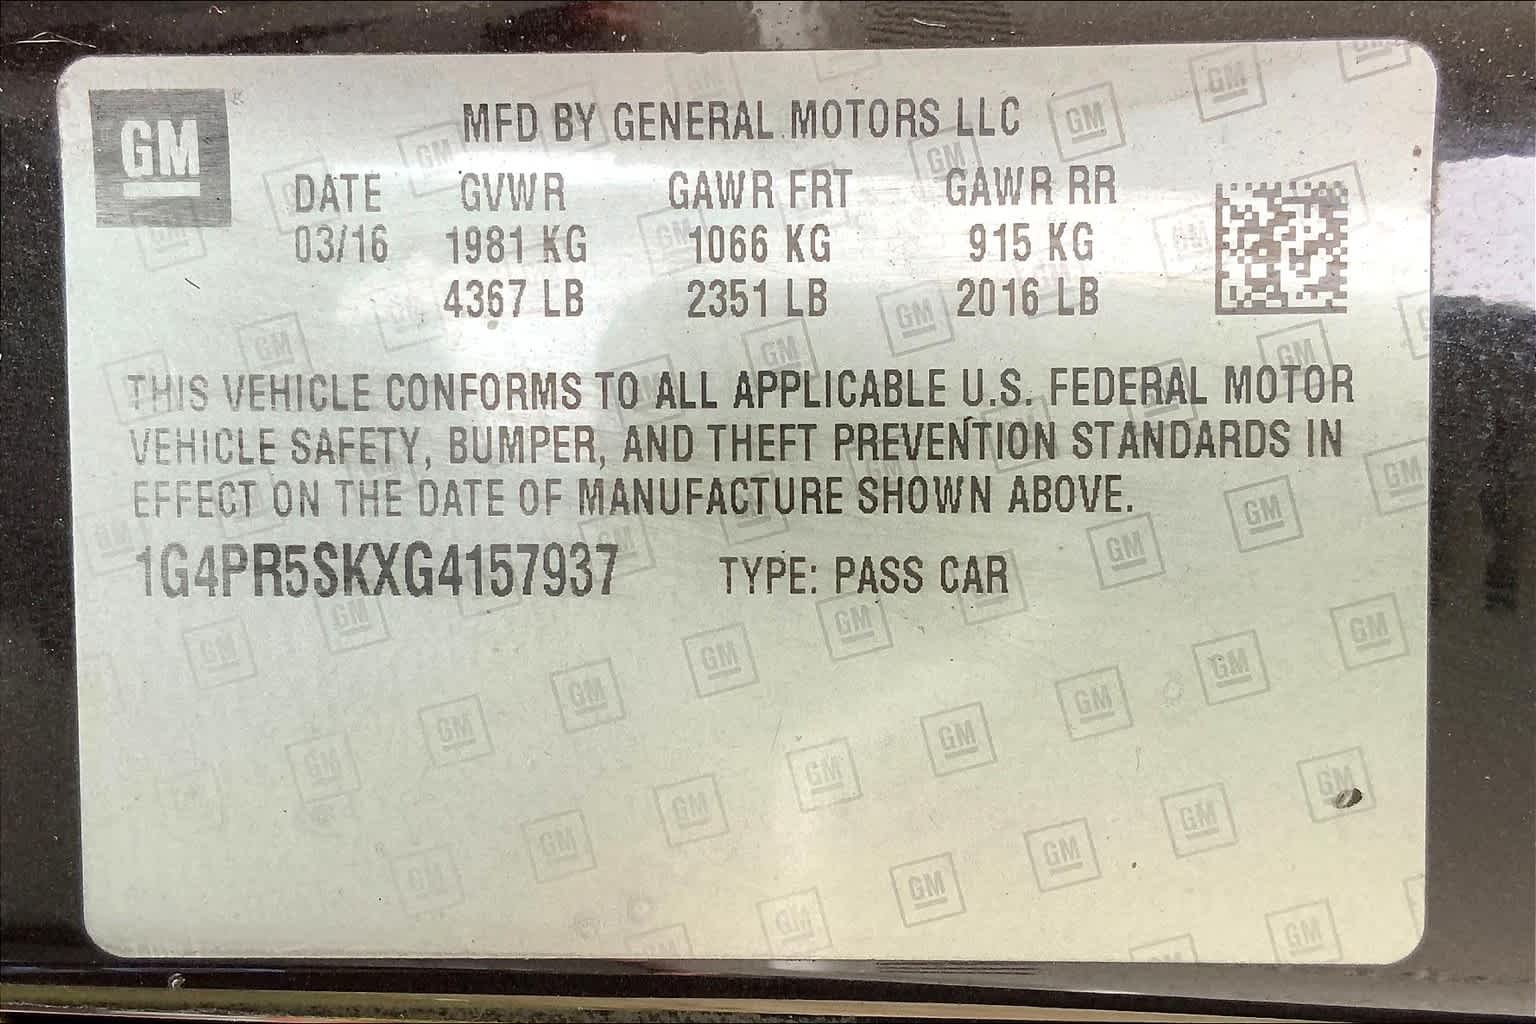 GM
MFD BY GENERAL MOTORS LLC
DATE GVWR GAWR FRT GAWR RR
03/16 1981 KG 1066 KG 915 KG
4367 LB 2351 LB 2016 LB
THIS VEHICLE CONFORMS TO ALL APPLICABLE U.S. FEDERAL MOTOR
VEHICLE SAFETY, BUMPER, AND THEFT PREVENTION STANDARDS IN
EFFECT ON THE DATE OF MANUFACTURE SHOWN ABOVE.
1G4PR5SKXG4157937 TYPE: PASS CAR